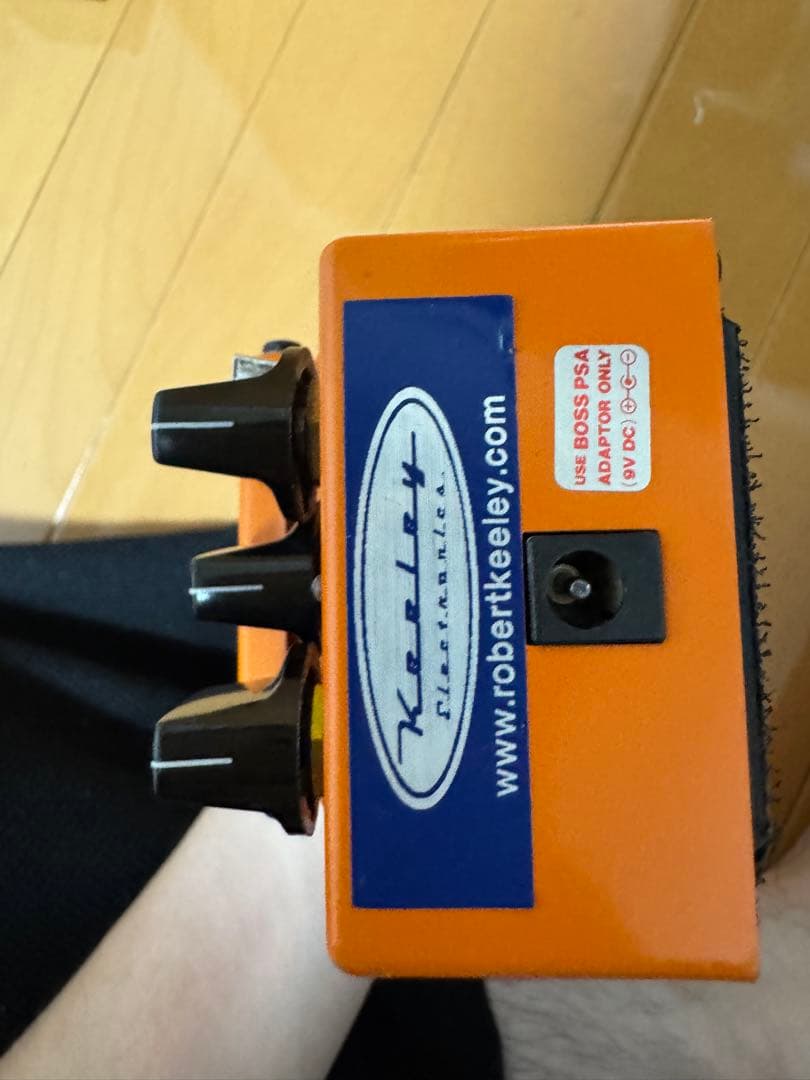 Keeley
Electronics
www.robertkeeley.com
USE BOSS PSA
ADAPTOR ONLY
(9V DC)